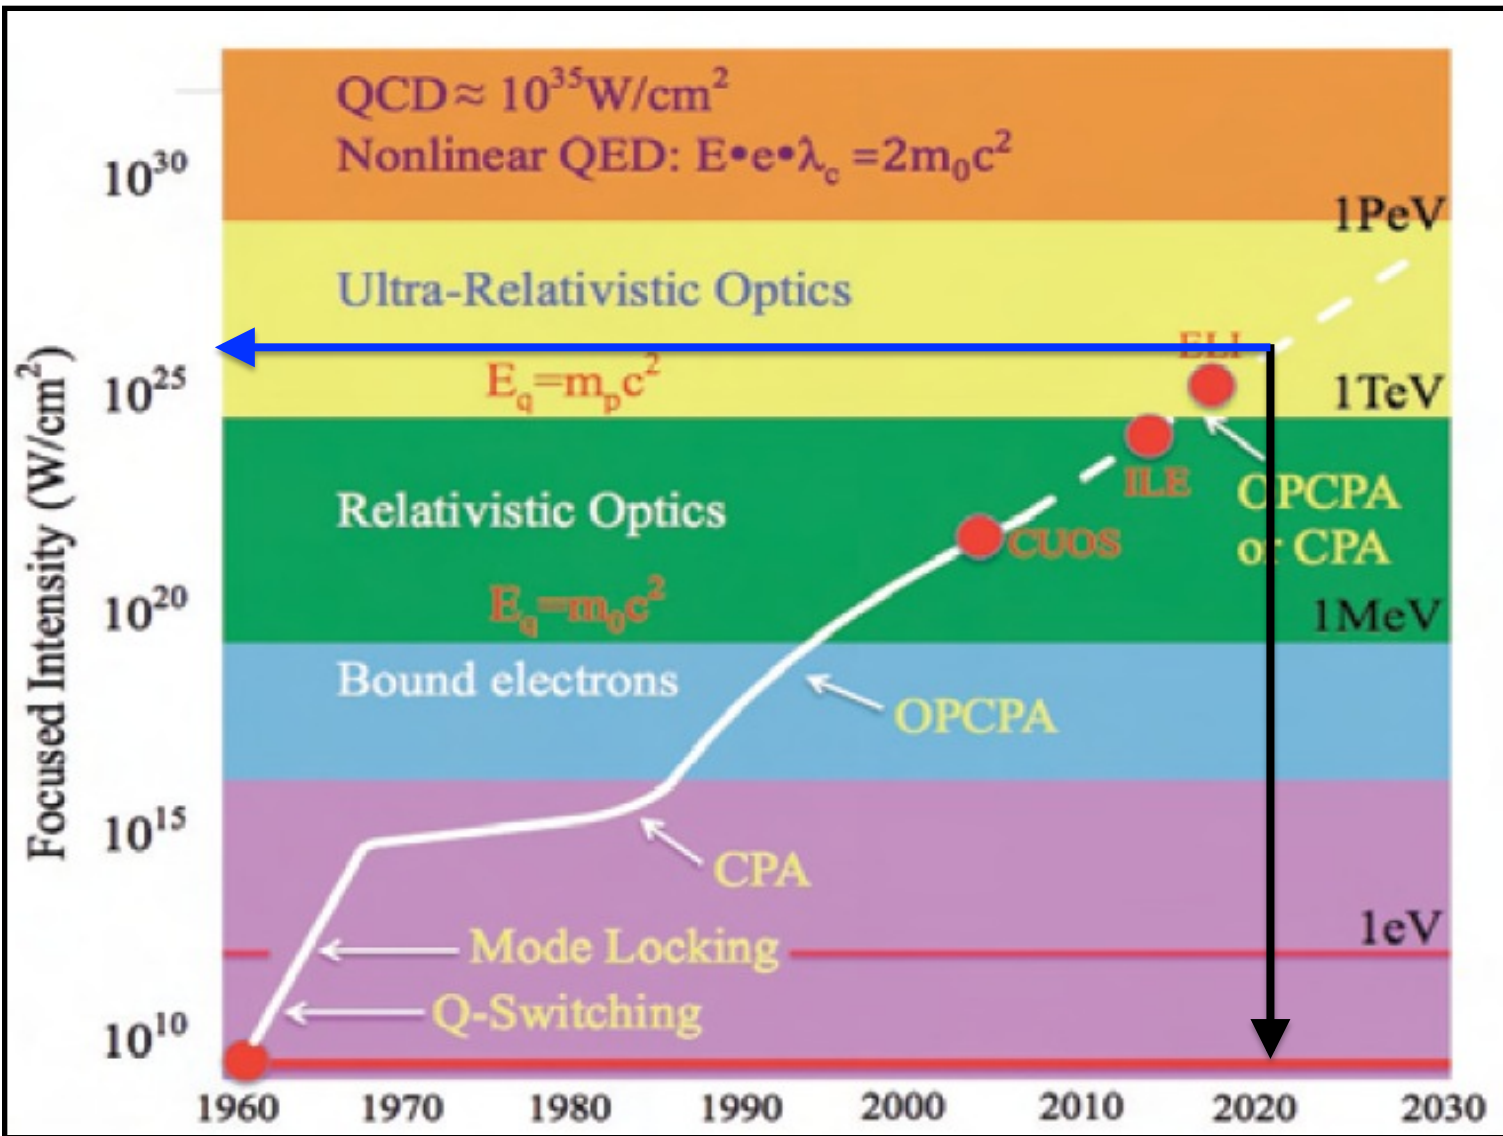 QCD ≈ 10³⁵W/cm²
Nonlinear QED: E•e•λc =2m₀c²
10³⁰
1PeV
Ultra-Relativistic Optics
ELI
Eq=mpc²
10²⁵
1TeV
ILE
OPCPA
or CPA
Relativistic Optics
CUOS
Eq=m₀c²
10²⁰
1MeV
Bound electrons
OPCPA
10¹⁵
CPA
1eV
Mode Locking
Q-Switching
10¹⁰
Focused Intensity (W/cm²)
1960 1970 1980 1990 2000 2010 2020 2030